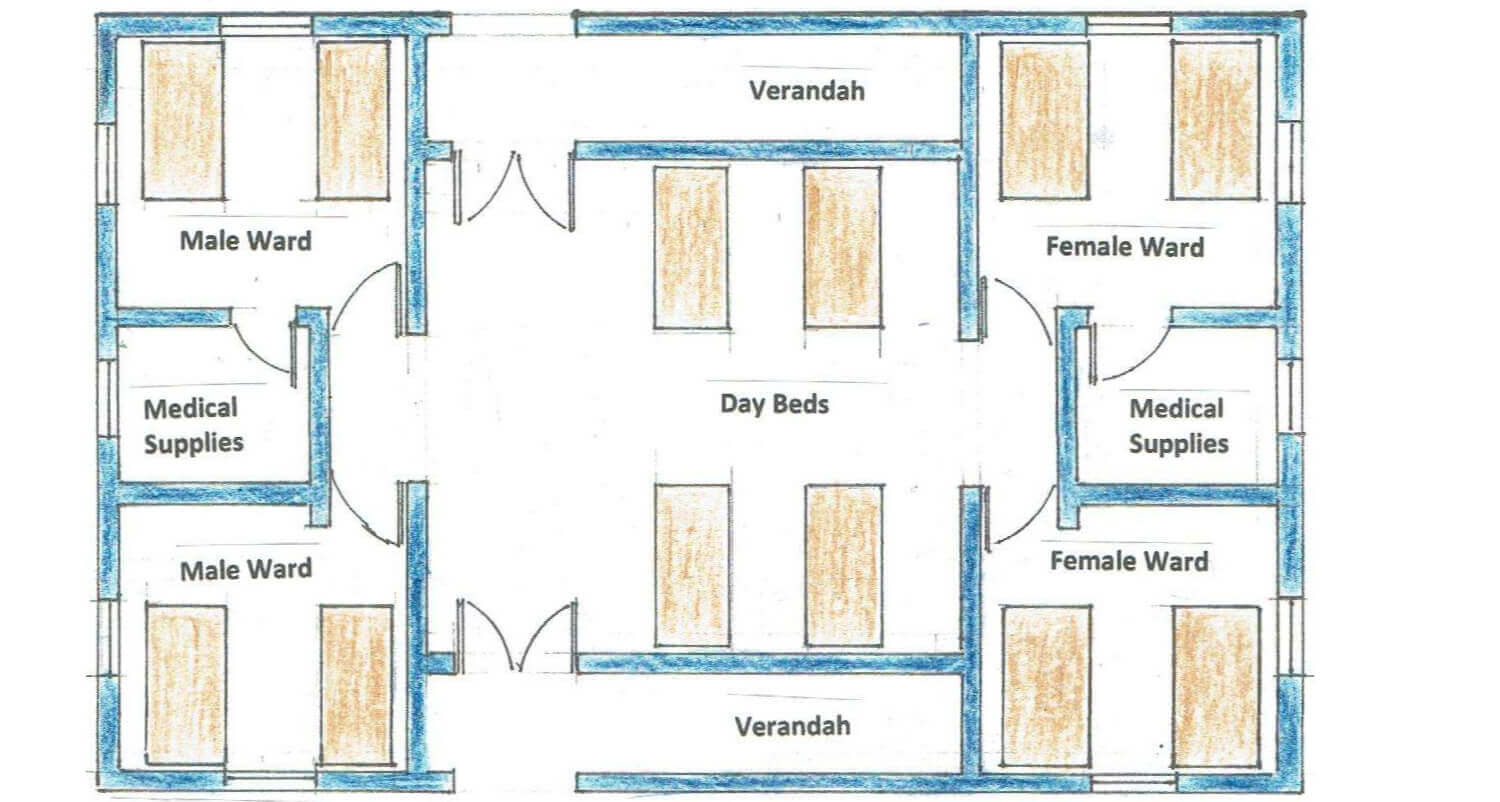 Verandah
Male Ward
Female Ward
Medical
Supplies
Day Beds
Medical
Supplies
Male Ward
Female Ward
Verandah